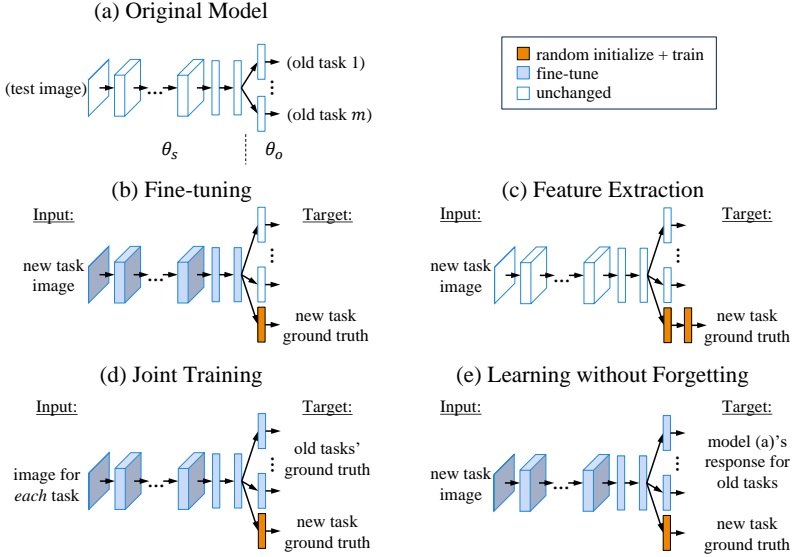 (a) Original Model
(test image)
...
(old task 1)
...
(old task m)
θs
θo
random initialize + train
fine-tune
unchanged
(b) Fine-tuning
Input:
Target:
new task
image
...
...
new task
ground truth
(c) Feature Extraction
Input:
Target:
new task
image
...
...
new task
ground truth
(d) Joint Training
Input:
Target:
image for
each task
...
...
old tasks'
ground truth
new task
ground truth
(e) Learning without Forgetting
Input:
Target:
new task
image
...
...
model (a)'s
response for
old tasks
new task
ground truth